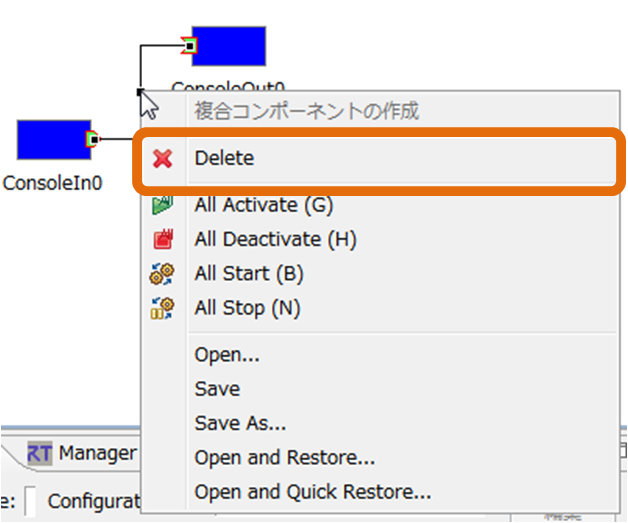 ConsoleOut0
複合コンポーネントの作成
Delete
ConsoleIn0
All Activate (G)
All Deactivate (H)
All Start (B)
All Stop (N)
Open...
Save
Save As...
RT Manager
Open and Restore...
e: Configurat
Open and Quick Restore...